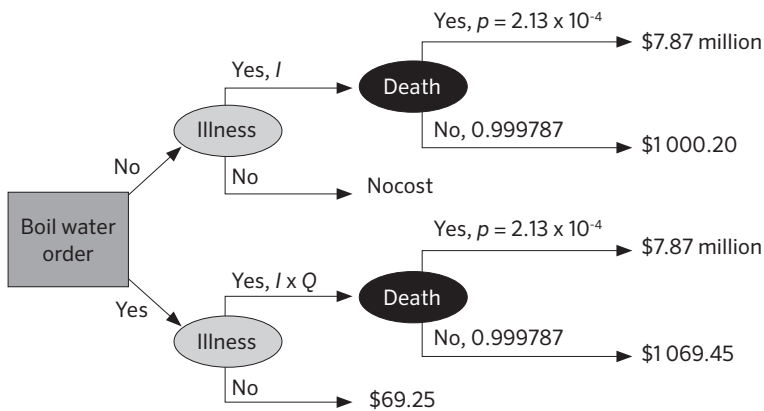 Yes, p = 2.13 x 10-4
$7.87 million
Yes, I
Death
No, 0.999787
$1 000.20
Illness
No
No
Nocost
Boil water
order
Yes, p = 2.13 x 10-4
$7.87 million
Yes, I x Q
Death
Yes
No, 0.999787
$1 069.45
Illness
No
$69.25